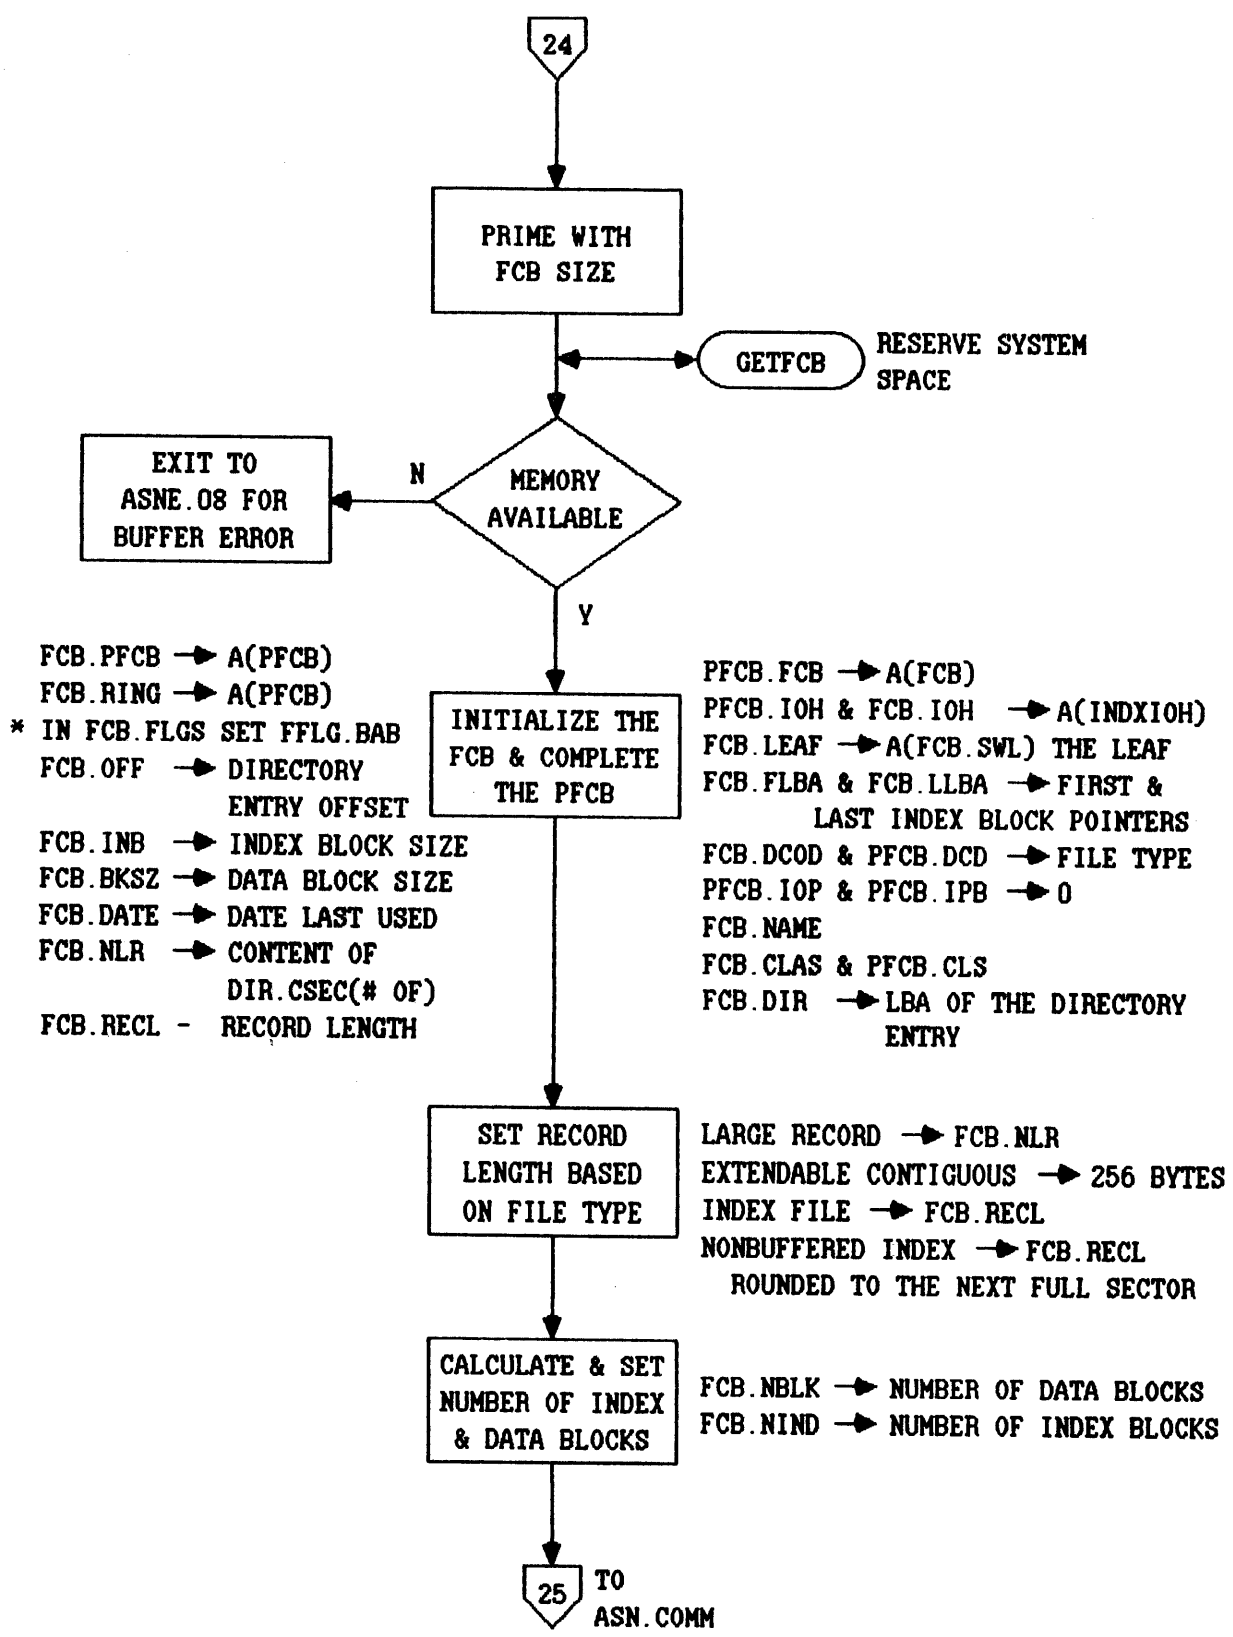 24
PRIME WITH
FCB SIZE
GETFCB
RESERVE SYSTEM
SPACE
EXIT TO
ASNE.08 FOR
BUFFER ERROR
N
MEMORY
AVAILABLE
Y
FCB.PFCB → A(PFCB)
FCB.RING → A(PFCB)
* IN FCB.FLGS SET FFLG.BAB
FCB.OFF → DIRECTORY
ENTRY OFFSET
FCB.INB → INDEX BLOCK SIZE
FCB.BKSZ → DATA BLOCK SIZE
FCB.DATE → DATE LAST USED
FCB.NLR → CONTENT OF
DIR.CSEC(# OF)
FCB.RECL - RECORD LENGTH
INITIALIZE THE
FCB & COMPLETE
THE PFCB
PFCB.FCB → A(FCB)
PFCB.IOH & FCB.IOH → A(INDXIOH)
FCB.LEAF → A(FCB.SWL) THE LEAF
FCB.FLBA & FCB.LLBA → FIRST &
LAST INDEX BLOCK POINTERS
FCB.DCOD & PFCB.DCD → FILE TYPE
PFCB.IOP & PFCB.IPB → 0
FCB.NAME
FCB.CLAS & PFCB.CLS
FCB.DIR → LBA OF THE DIRECTORY
ENTRY
SET RECORD
LENGTH BASED
ON FILE TYPE
LARGE RECORD → FCB.NLR
EXTENDABLE CONTIGUOUS → 256 BYTES
INDEX FILE → FCB.RECL
NONBUFFERED INDEX → FCB.RECL
ROUNDED TO THE NEXT FULL SECTOR
CALCULATE & SET
NUMBER OF INDEX
& DATA BLOCKS
FCB.NBLK → NUMBER OF DATA BLOCKS
FCB.NIND → NUMBER OF INDEX BLOCKS
25
TO
ASN.COMM